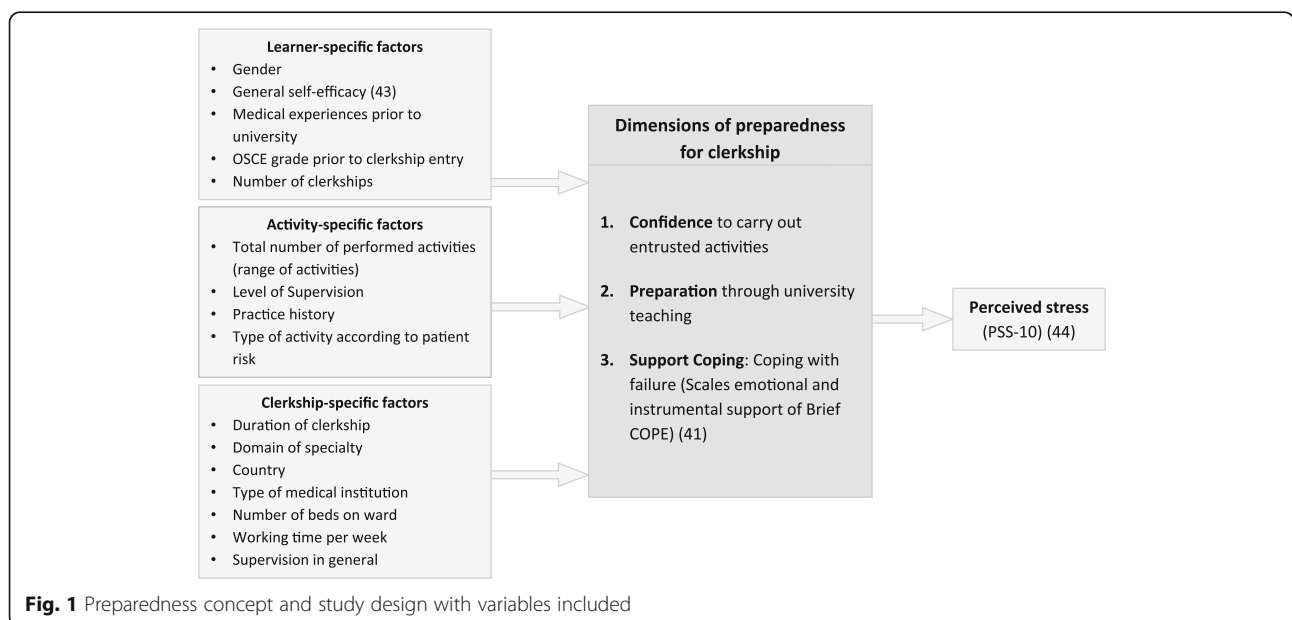 Learner-specific factors
• Gender
• General self-efficacy (43)
• Medical experiences prior to
university
• OSCE grade prior to clerkship entry
• Number of clerkships
Activity-specific factors
• Total number of performed activities
(range of activities)
• Level of Supervision
• Practice history
• Type of activity according to patient
risk
Clerkship-specific factors
• Duration of clerkship
• Domain of specialty
• Country
• Type of medical institution
• Number of beds on ward
• Working time per week
• Supervision in general
Dimensions of preparedness
for clerkship
1. Confidence to carry out
entrusted activities
2. Preparation through university
teaching
3. Support Coping: Coping with
failure (Scales emotional and
instrumental support of Brief
COPE) (41)
Perceived stress
(PSS-10) (44)
Fig. 1 Preparedness concept and study design with variables included